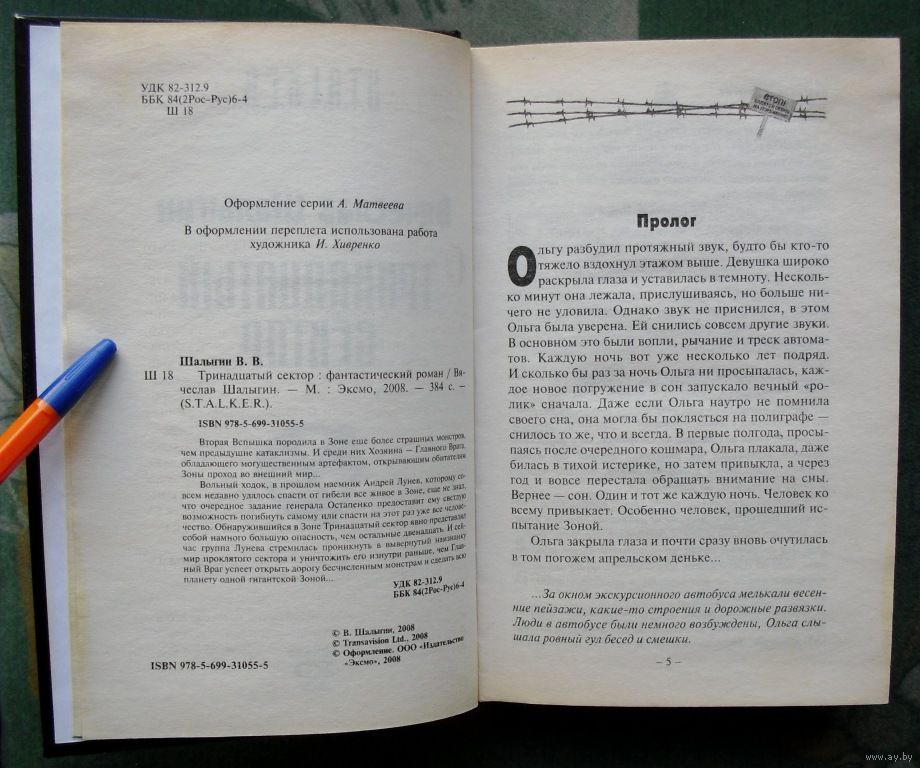 УДК 82-312.9
ББК 84(2Рос-Рус)6-4
Ш 18
Оформление серии А. Матвеева
В оформлении переплета использована работа
художника И. Хивренко
Шалыгин В. В.
Ш 18 Тринадцатый сектор : фантастический роман / Вя-
чеслав Шалыгин. — М. : Эксмо, 2008. — 384 с. —
(S.T.A.L.K.E.R.).
ISBN 978-5-699-31055-5
Вторая Вспышка породила в Зоне еще более страшных монстров,
чем предыдущие катаклизмы. И среди них Хозяина — Главного Врага,
обладающего могущественным артефактом, открывающим обитателям
Зоны проход во внешний мир...
Вольный ходок, в прошлом наемник Андрей Лунев, которому со-
всем недавно удалось спасти от гибели все живое в Зоне, еще не знал,
что очередное задание генерала Остапенко предоставит ему светлую
возможность погибнуть самому или спасти на этот раз уже все челове-
чество. Обнаружившийся в Зоне Тринадцатый сектор явно представлял
собой намного большую опасность, чем остальные двенадцать. И сей-
час группа Лунева стремилась проникнуть в вывернутый наизнанку
мир проклятого сектора и уничтожить его изнутри раньше, чем Глав-
ный Враг успеет открыть дорогу бесчисленным монстрам и сделать всю
планету одной гигантской Зоной...
УДК 82-312.9
ББК 84(2Рос-Рус)6-4
© В. Шалыгин, 2008
© Transavision Ltd., 2008
© Оформление. ООО «Издательство
«Эксмо», 2008
ISBN 978-5-699-31055-5
СТОП!
Пролог
Ольгу разбудил протяжный звук, будто бы кто-то
тяжело вздохнул этажом выше. Девушка широко
раскрыла глаза и уставилась в темноту. Несколь-
ко минут она лежала, прислушиваясь, но больше ни-
чего не уловила. Однако звук не приснился, в этом
Ольга была уверена. Ей снились совсем другие звуки.
В основном это были вопли, рычание и треск автома-
тов. Каждую ночь вот уже несколько лет подряд.
И сколько бы раз за ночь Ольга ни просыпалась, каж-
дое новое погружение в сон запускало вечный «ро-
лик» сначала. Даже если Ольга наутро не помнила
своего сна, она могла бы поклясться на полиграфе —
снилось то же, что и всегда. В первые полгода, просы-
паясь после очередного кошмара, Ольга плакала, даже
билась в тихой истерике, но затем привыкла, а через
год и вовсе перестала обращать внимание на сны.
Вернее — сон. Один и тот же каждую ночь. Человек ко
всему привыкает. Особенно человек, прошедший ис-
пытание Зоной.
Ольга закрыла глаза и почти сразу вновь очутилась
в том погожем апрельском деньке...
...За окном экскурсионного автобуса мелькали весен-
ние пейзажи, какие-то строения и дорожные развязки.
Люди в автобусе были немного возбуждены, Ольга слы-
шала ровный гул бесед и смешки.
– 5 –
www.ay.by